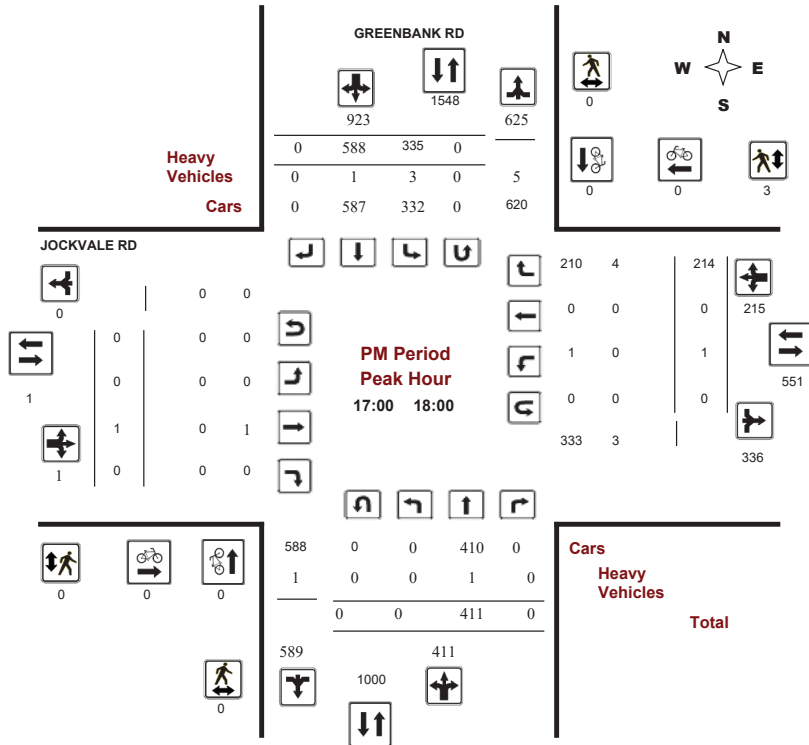 GREENBANK RD
N
W E
S
1548
0
923 625
0 588 335 0
Heavy
Vehicles 0 1 3 0 5
Cars 0 587 332 0 620
0 0 3
JOCKVALE RD
210 4 214
0 0 0
0 0 0 215
0 0 0
1 0 1
PM Period
Peak Hour
17:00 18:00
551
1
0 0 0
0 0 0
1 0 1
333 3
336
1 0 0 0
588 0 0 410 0 Cars
1 0 0 1 0 Heavy
Vehicles
0 0 0
0 0 411 0 Total
589 411
1000
0